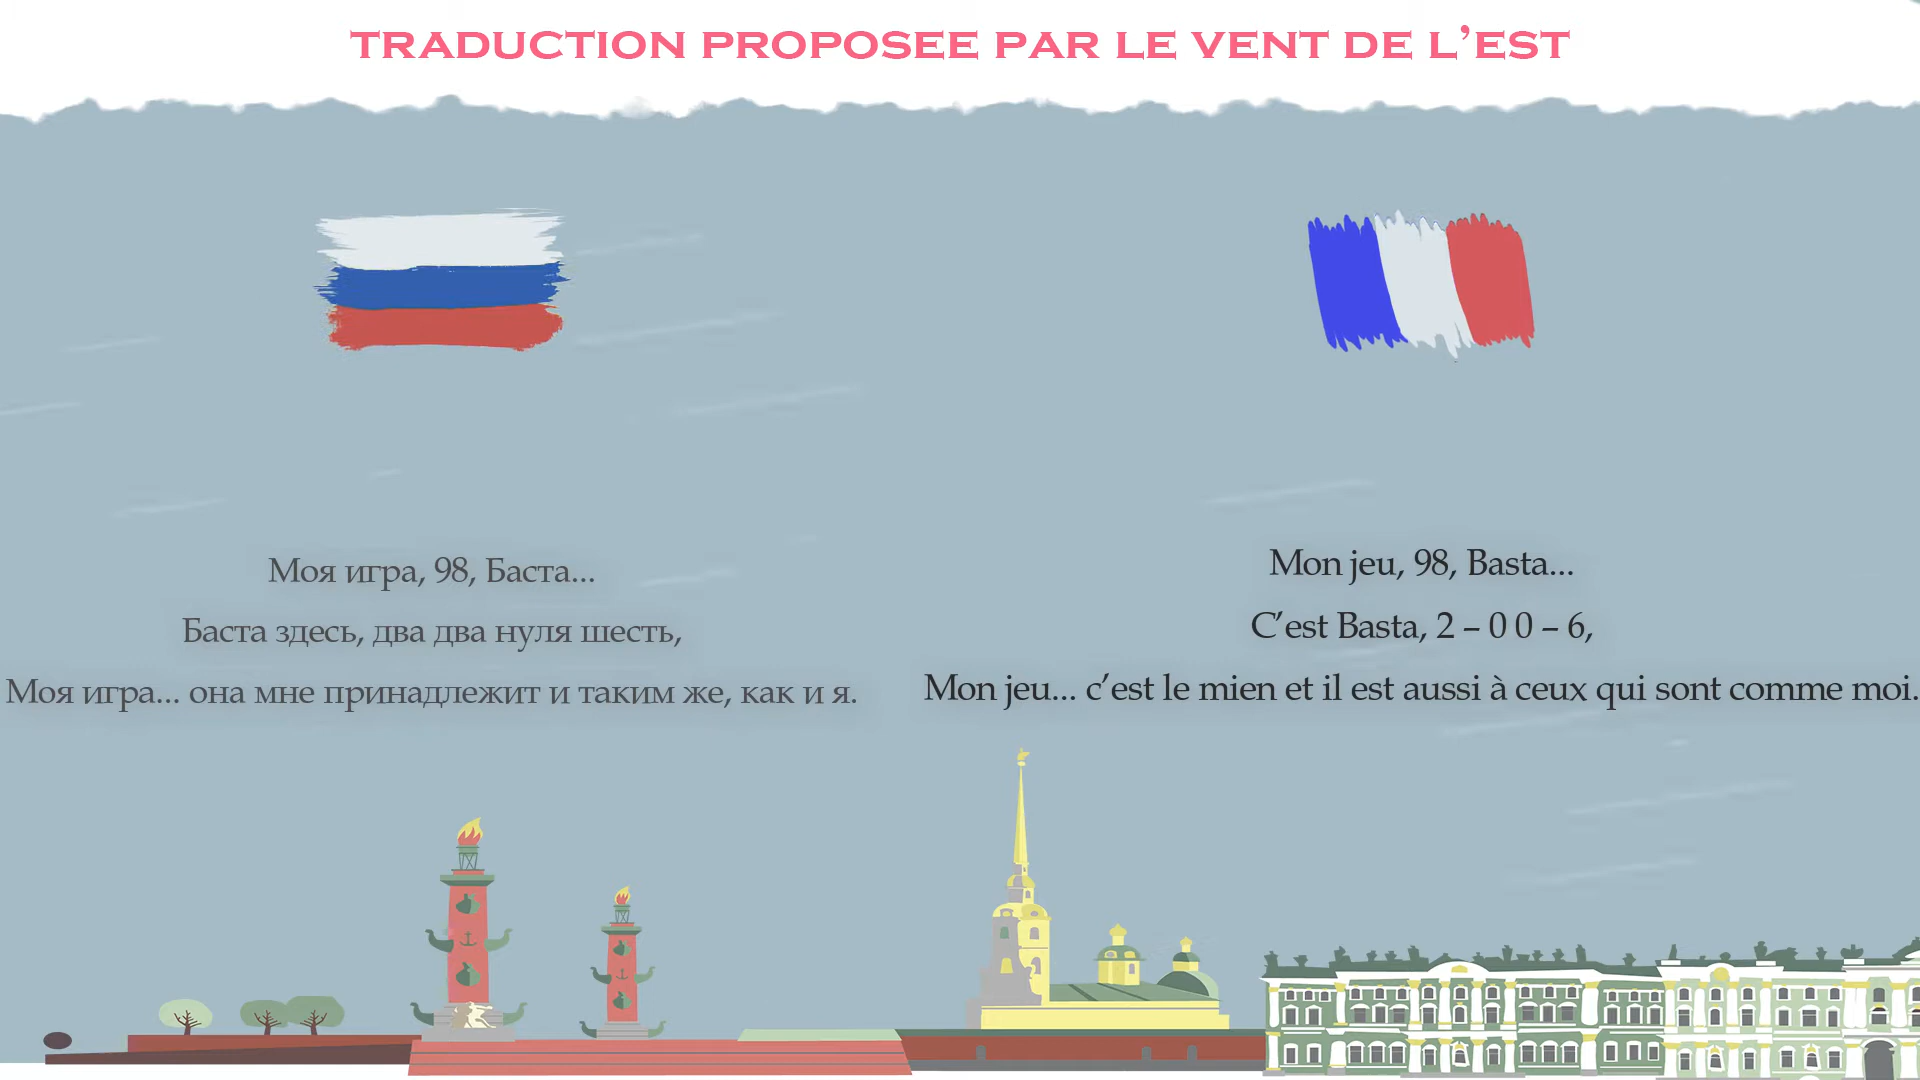 TRADUCTION PROPOSEE PAR LE VENT DE L’EST
Моя игра, 98, Баста...
Баста здесь, два два нуля шесть,
Моя игра... она мне принадлежит и таким же, как и я.
Mon jeu, 98, Basta...
C’est Basta, 2 – 0 0 – 6,
Mon jeu... c’est le mien et il est aussi à ceux qui sont comme moi.